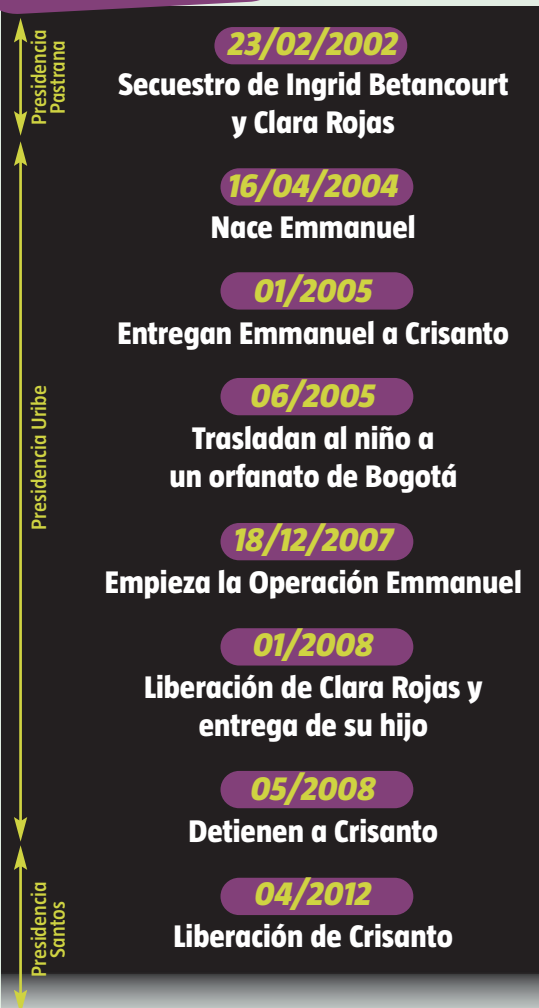 Presidencia
Pastrana
23/02/2002
Secuestro de Ingrid Betancourt
y Clara Rojas
Presidencia Uribe
16/04/2004
Nace Emmanuel
01/2005
Entregan Emmanuel a Crisanto
06/2005
Trasladan al niño a
un orfanato de Bogotá
18/12/2007
Empieza la Operación Emmanuel
01/2008
Liberación de Clara Rojas y
entrega de su hijo
05/2008
Detienen a Crisanto
Presidencia
Santos
04/2012
Liberación de Crisanto